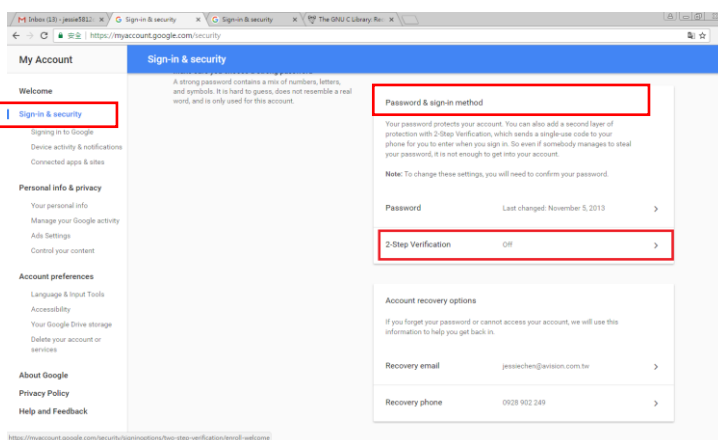 Inbox (13) - jessie5812
Sign-in & security
Sign-in & security
The GNU C Library: Re
安全 | https://myaccount.google.com/security
My Account
Sign-in & security
Welcome
Sign-in & security
Signing in to Google
Device activity & notifications
Connected apps & sites
Personal info & privacy
Your personal info
Manage your Google activity
Ads Settings
Control your content
Account preferences
Language & Input Tools
Accessibility
Your Google Drive storage
Delete your account or
services
About Google
Privacy Policy
Help and Feedback
A strong password contains a mix of numbers, letters,
and symbols. It is hard to guess, does not resemble a real
word, and is only used for this account.
Password & sign-in method
Your password protects your account. You can also add a second layer of
protection with 2-Step Verification, which sends a single-use code to your
phone for you to enter when you sign in. So even if somebody manages to steal
your password, it is not enough to get into your account.
Note: To change these settings, you will need to confirm your password.
Password Last changed: November 5, 2013
2-Step Verification Off
Account recovery options
If you forget your password or cannot access your account, we will use this
information to help you get back in.
Recovery email jessiechen@avision.com.tw
Recovery phone 0928 902 249
https://myaccount.google.com/security/signinoptions/two-step-verification/enroll-welcome